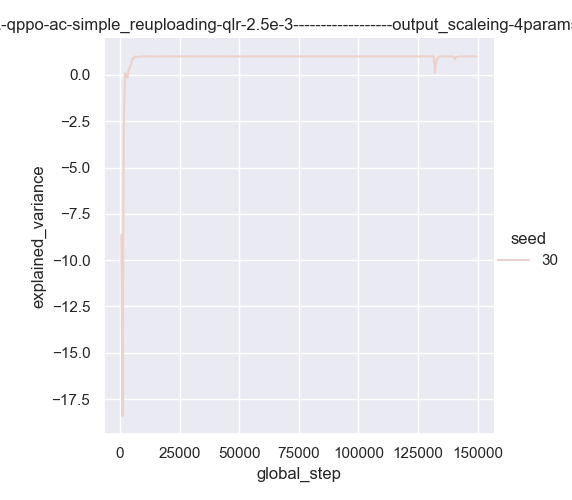 -qppo-ac-simple_reuploading-qlr-2.5e-3------------------output_scaleing-4params
0.0
−2.5
−5.0
−7.5
−10.0
−12.5
−15.0
−17.5
explained_variance
0 25000 50000 75000 100000 125000 150000
global_step
seed
30